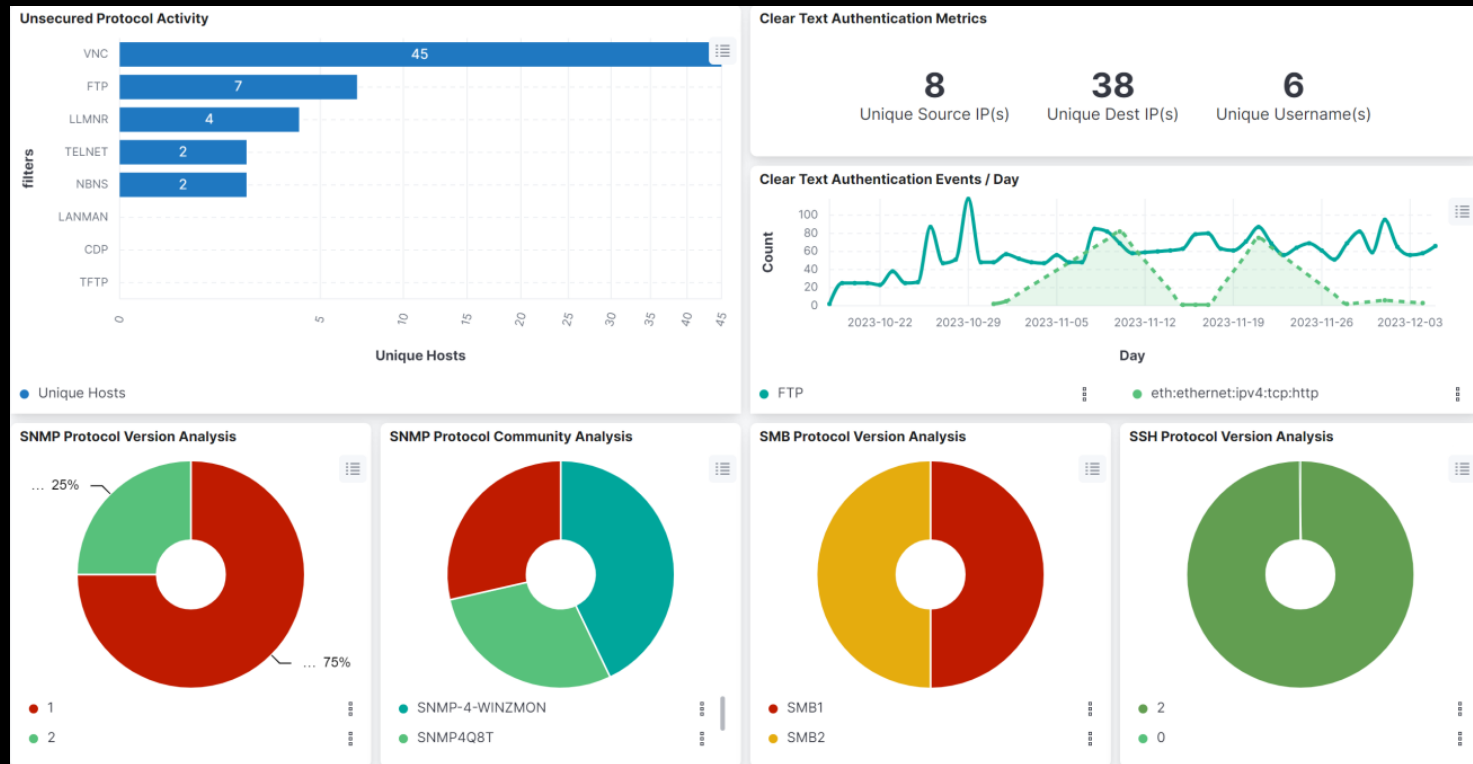 Unsecured Protocol Activity
VNC
45
FTP
7
LLMNR
4
TELNET
2
NBNS
2
LANMAN
CDP
TFTP
filters
0
5
10
15
20
25
30
35
40
45
Unique Hosts
Unique Hosts
Clear Text Authentication Metrics
8 38 6
Unique Source IP(s) Unique Dest IP(s) Unique Username(s)
Clear Text Authentication Events / Day
Count
100
80
60
40
20
0
2023-10-22 2023-10-29 2023-11-05 2023-11-12 2023-11-19 2023-11-26 2023-12-03
Day
FTP eth:ethernet:ipv4:tcp:http
SNMP Protocol Version Analysis
... 25%
... 75%
1
2
SNMP Protocol Community Analysis
SNMP-4-WINZMON
SNMP4Q8T
SMB Protocol Version Analysis
SMB1
SMB2
SSH Protocol Version Analysis
2
0